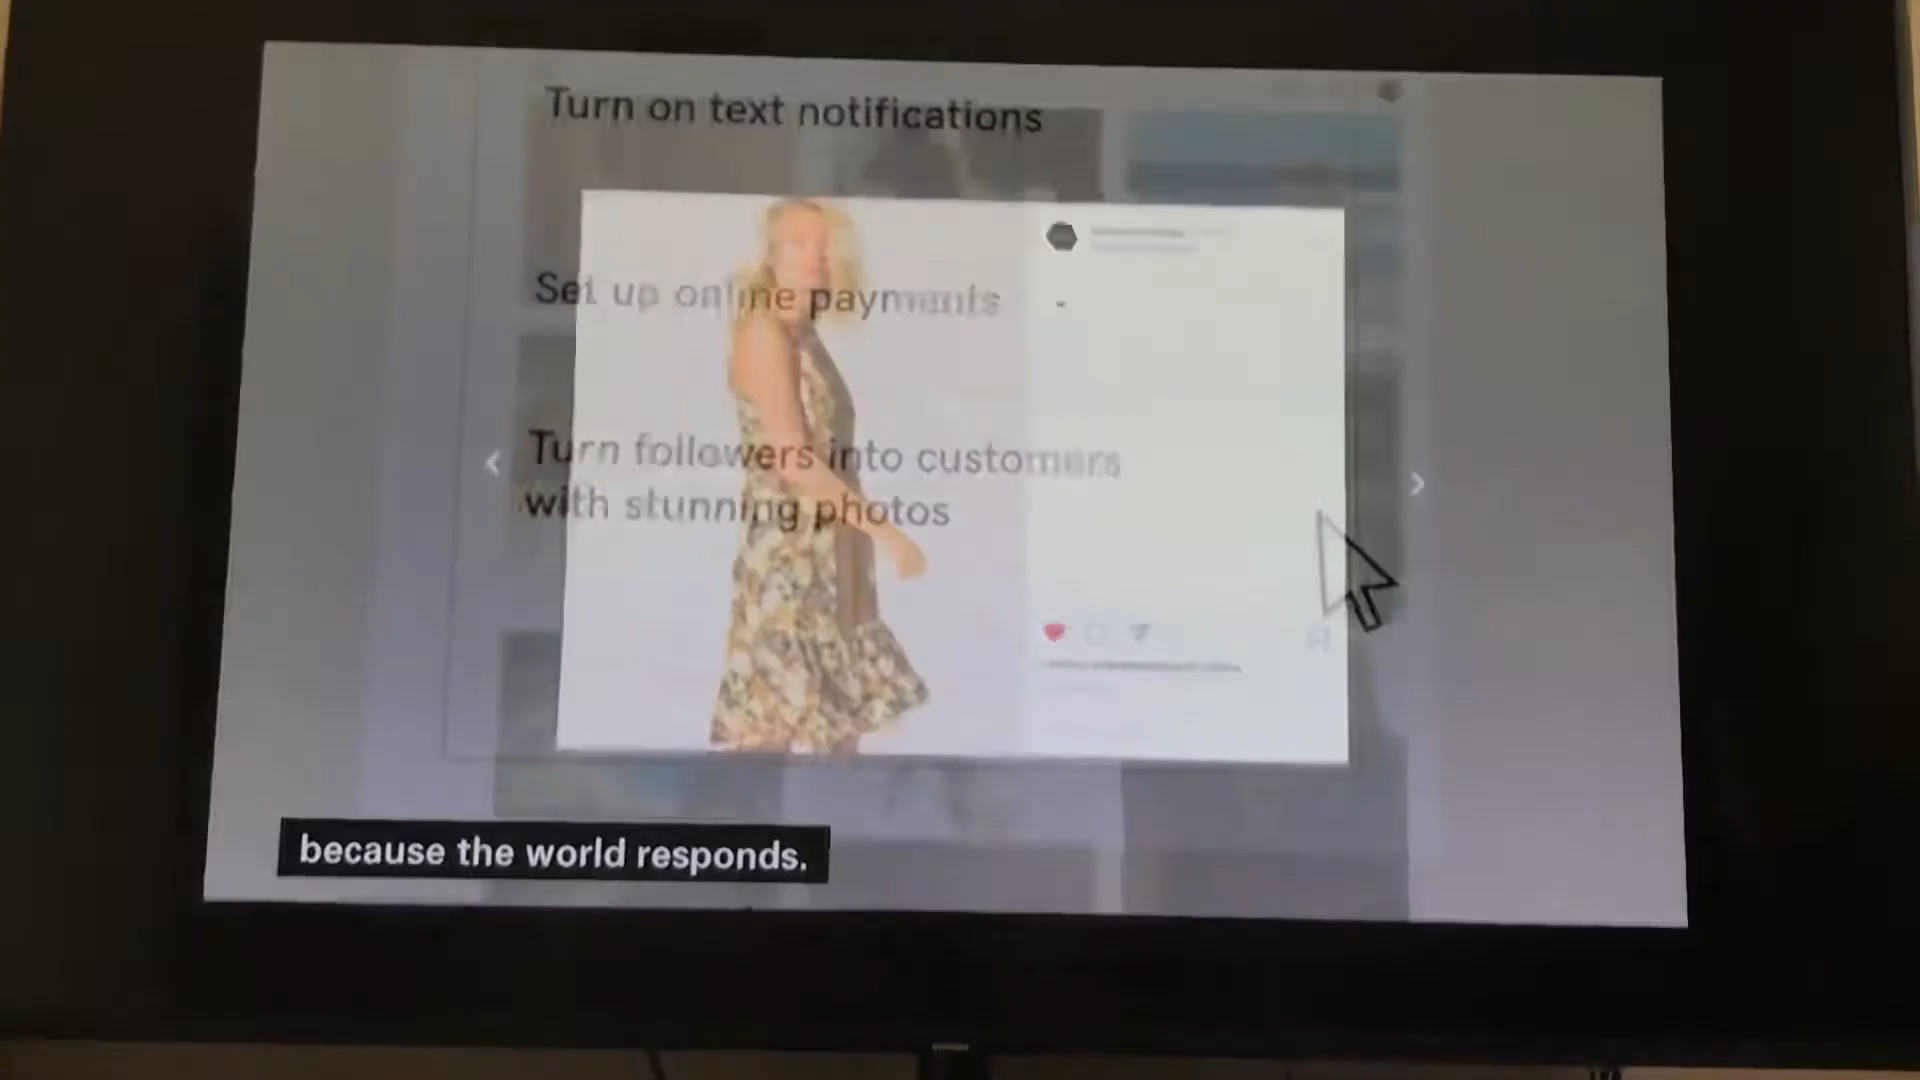 Turn on text notifications
Set up online payments
Turn followers into customers
with stunning photos
because the world responds.